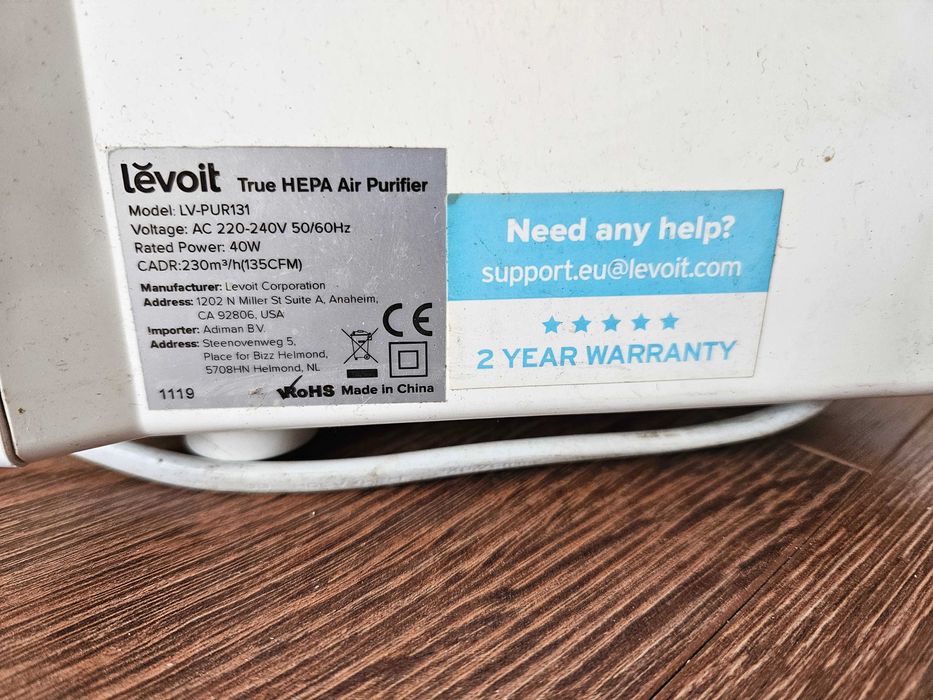 lĕvoit True HEPA Air Purifier
Model: LV-PUR131
Voltage: AC 220-240V 50/60Hz
Rated Power: 40W
CADR:230m³/h(135CFM)
Manufacturer: Levoit Corporation
Address: 1202 N Miller St Suite A, Anaheim,
CA 92806, USA
Importer: Adiman B.V.
Address: Steenovenweg 5,
Place for Bizz Helmond,
5708HN Helmond, NL
CE
1119
RoHS Made in China
Need any help?
support.eu@levoit.com
2 YEAR WARRANTY